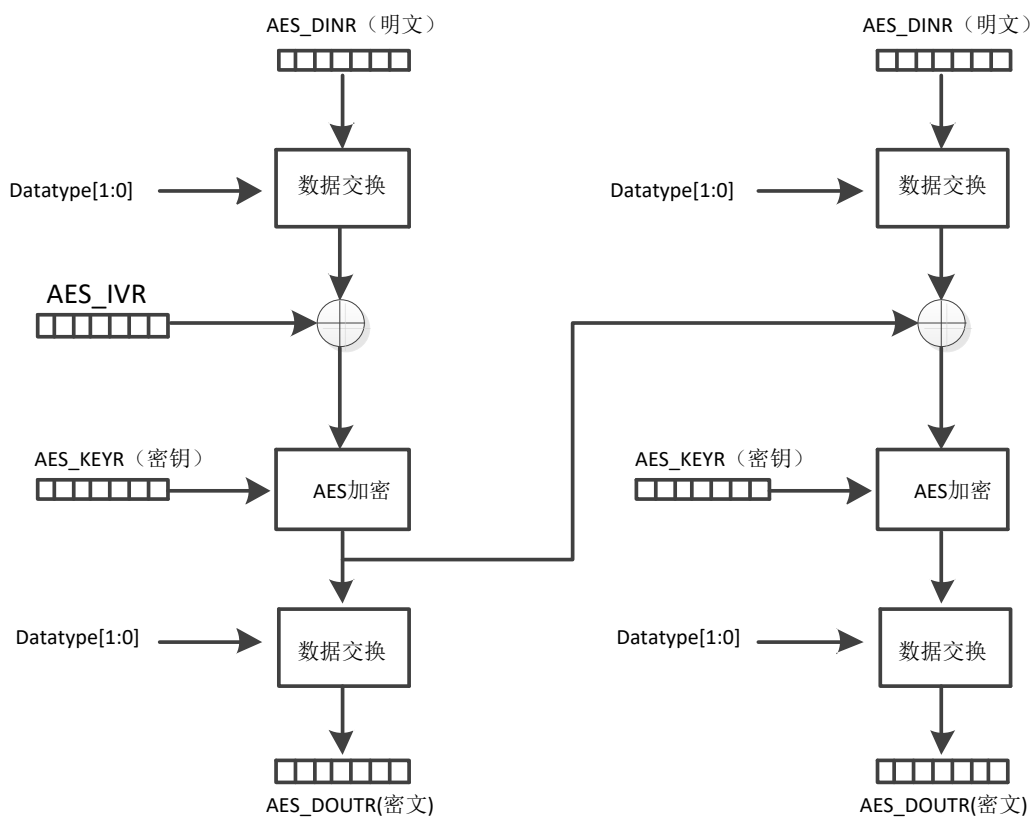 AES_DINR（明文）
数据交换
Datatype[1:0]
AES_IVR
AES_KEYR（密钥）
AES加密
Datatype[1:0]
数据交换
AES_DOUTR(密文)
AES_DINR（明文）
数据交换
Datatype[1:0]
AES_KEYR（密钥）
AES加密
Datatype[1:0]
数据交换
AES_DOUTR(密文)